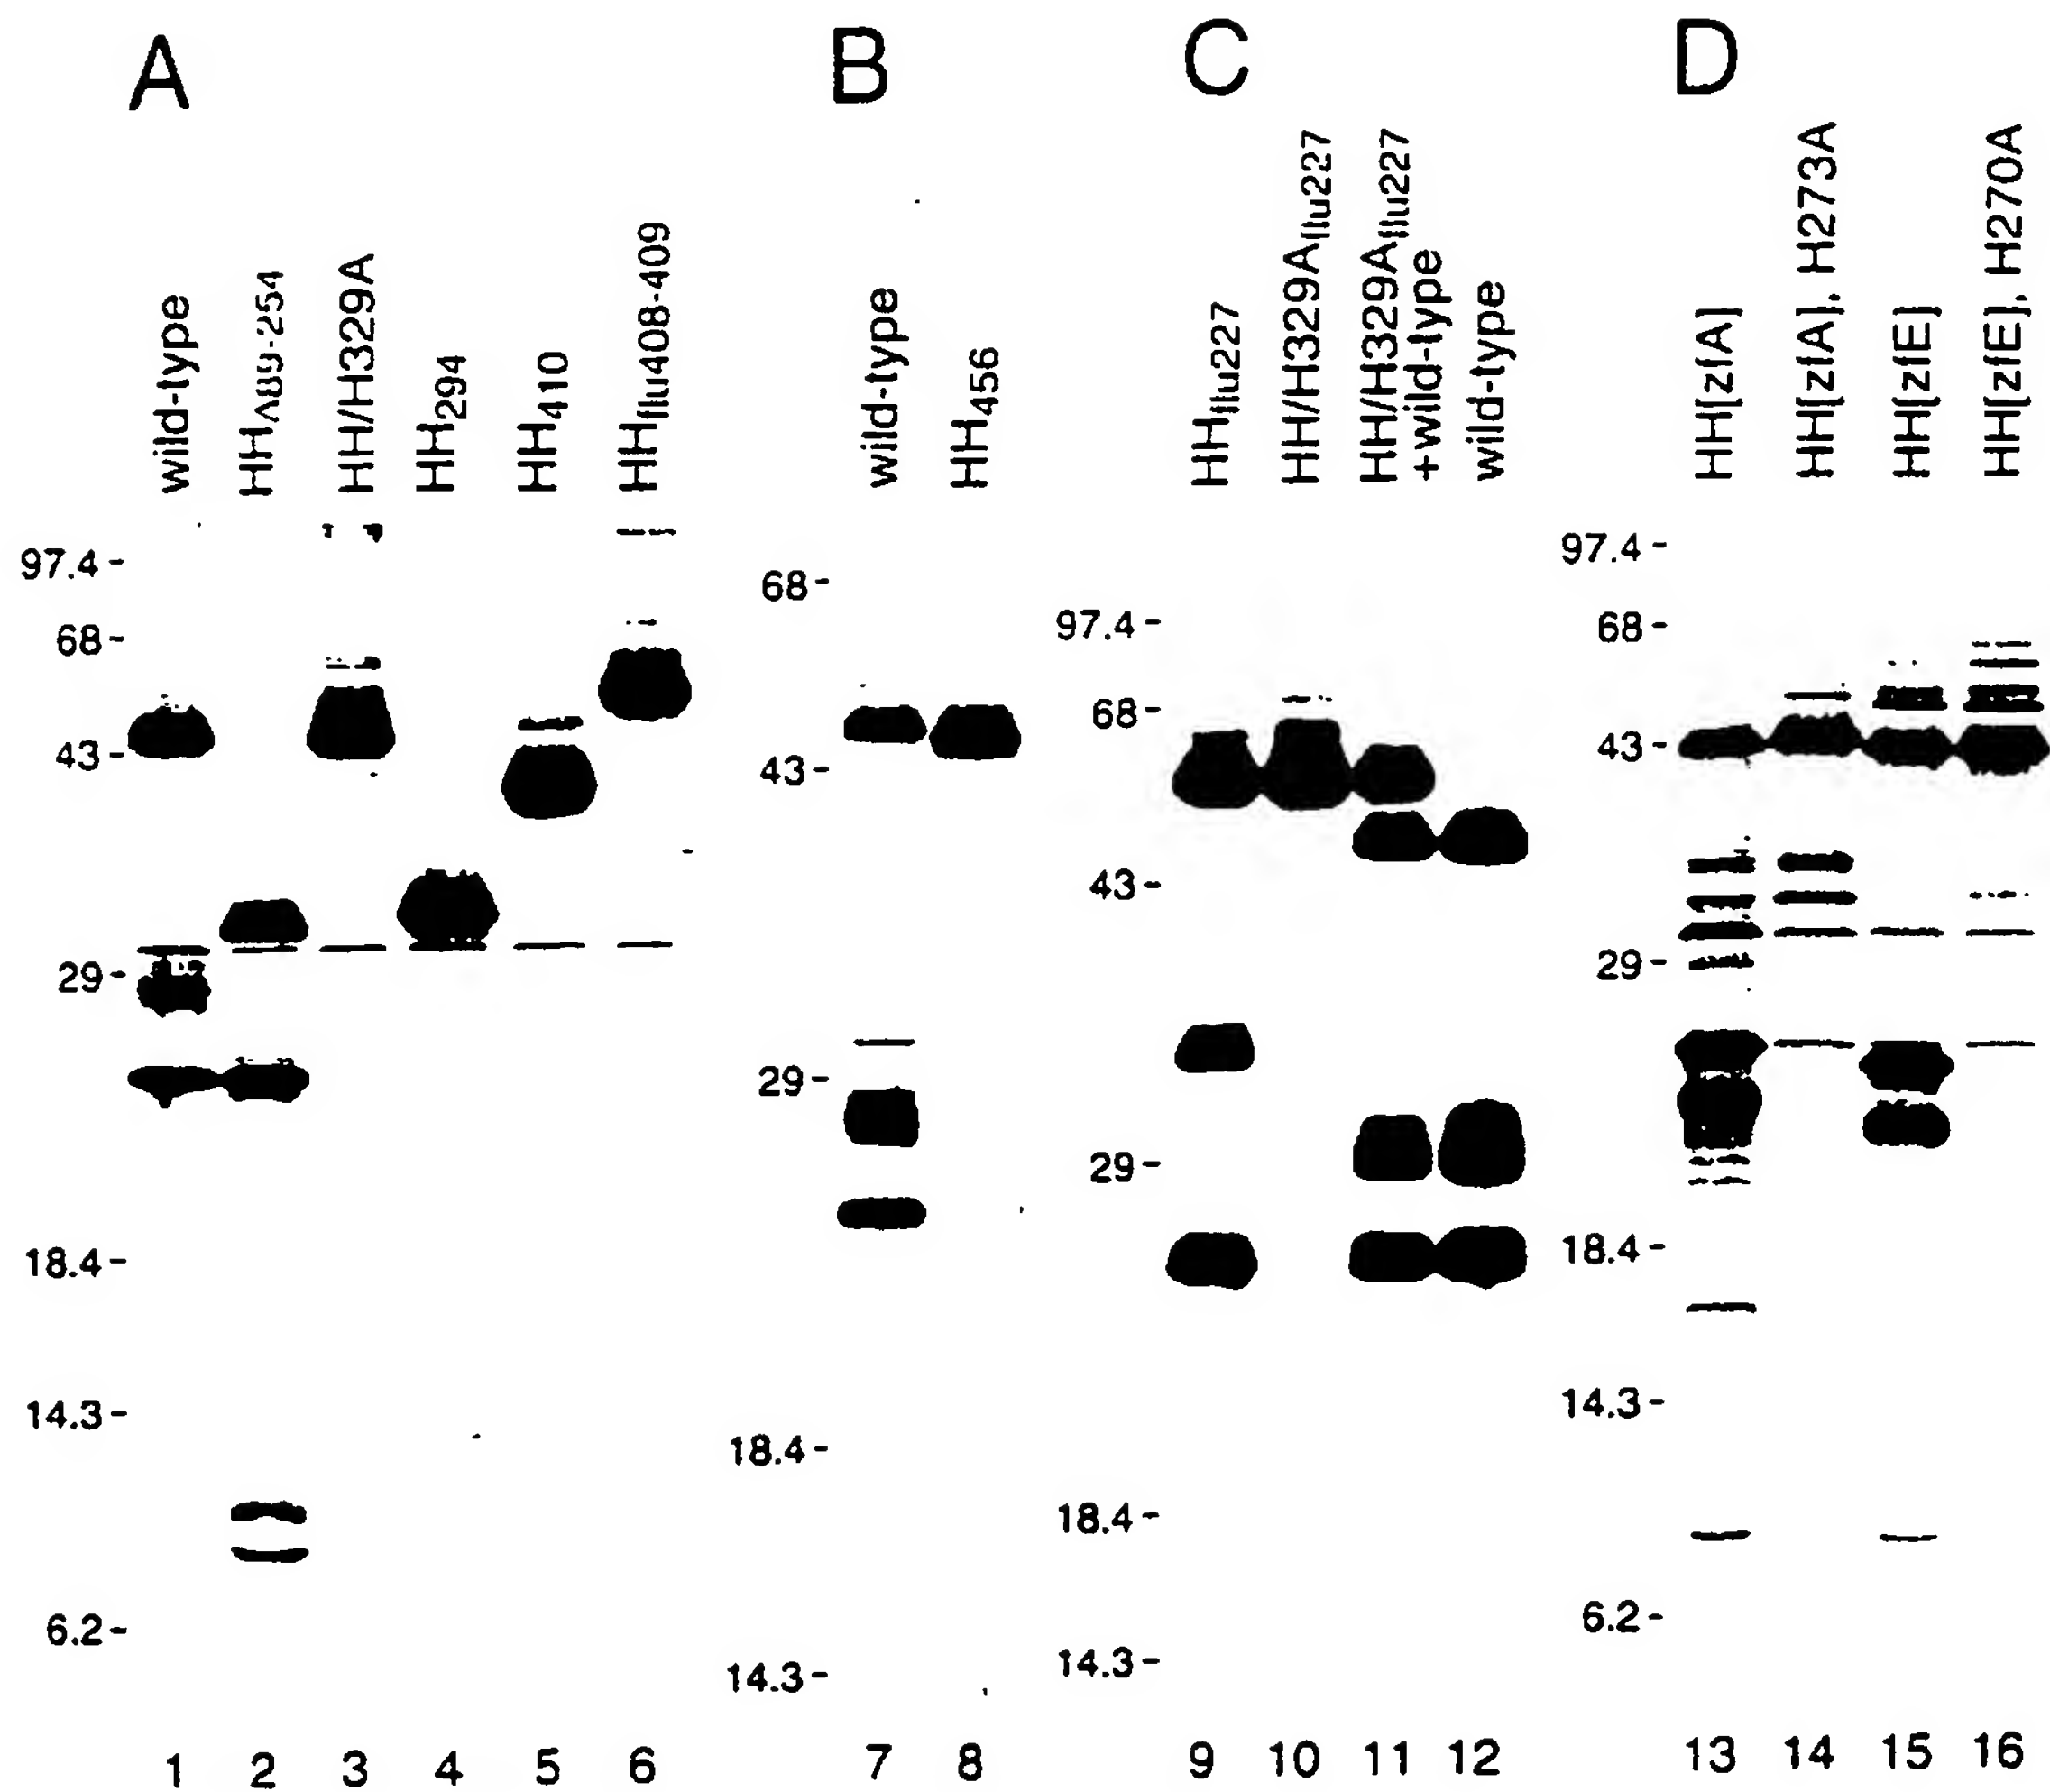 A
B
C
D
wild-type
HHΔ89-254
HH/H329A
HH294
HH410
HHflu408-409
wild-type
HH456
HHflu227
HH/H329Aflu227
HH/H329Aflu227
+wild-type
wild-type
HH[zfA]
HH[zfA], H273A
HH[zfE]
HH[zfE], H270A
97.4-
68-
43-
29-
18.4-
14.3-
6.2-
68-
43-
29-
18.4-
14.3-
97.4-
68-
43-
29-
18.4-
14.3-
97.4-
68-
43-
29-
18.4-
14.3-
6.2-
1 2 3 4 5 6 7 8 9 10 11 12 13 14 15 16